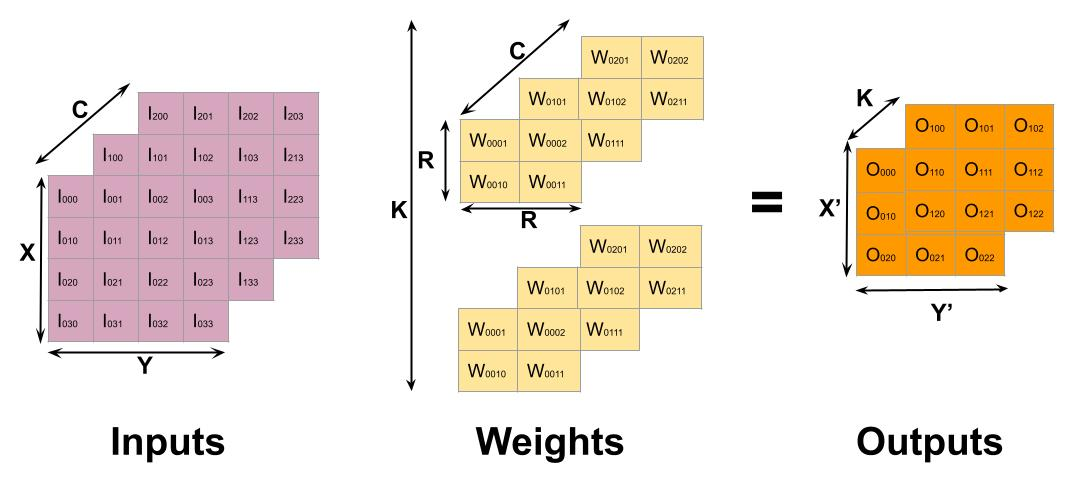 C
I200 I201 I202 I203
I100 I101 I102 I103 I213
I000 I001 I002 I003 I113 I223
X
I010 I011 I012 I013 I123 I233
I020 I021 I022 I023 I133
I030 I031 I032 I033
Y
Inputs
K
C
W0201 W0202
W0101 W0102 W0211
W0001 W0002 W0111
R
W0010 W0011
R
W0201 W0202
W0101 W0102 W0211
W0001 W0002 W0111
W0010 W0011
Weights
=
K
O100 O101 O102
O000 O110 O111 O112
X’
O010 O120 O121 O122
O020 O021 O022
Y’
Outputs